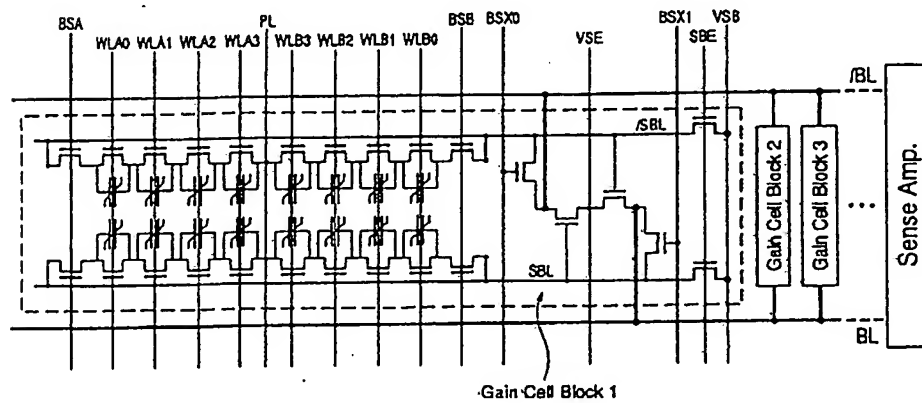 BSA WLA0 WLA1 WLA2 WLA3 PL WLB3 WLB2 WLB1 WLB0 BSB BSX0 VSE BSX1 SBE VSB
/BL
/SBL
Gain Cell Block 2
Gain Cell Block 3
...
Sense Amp.
SBL
BL
Gain Cell Block 1